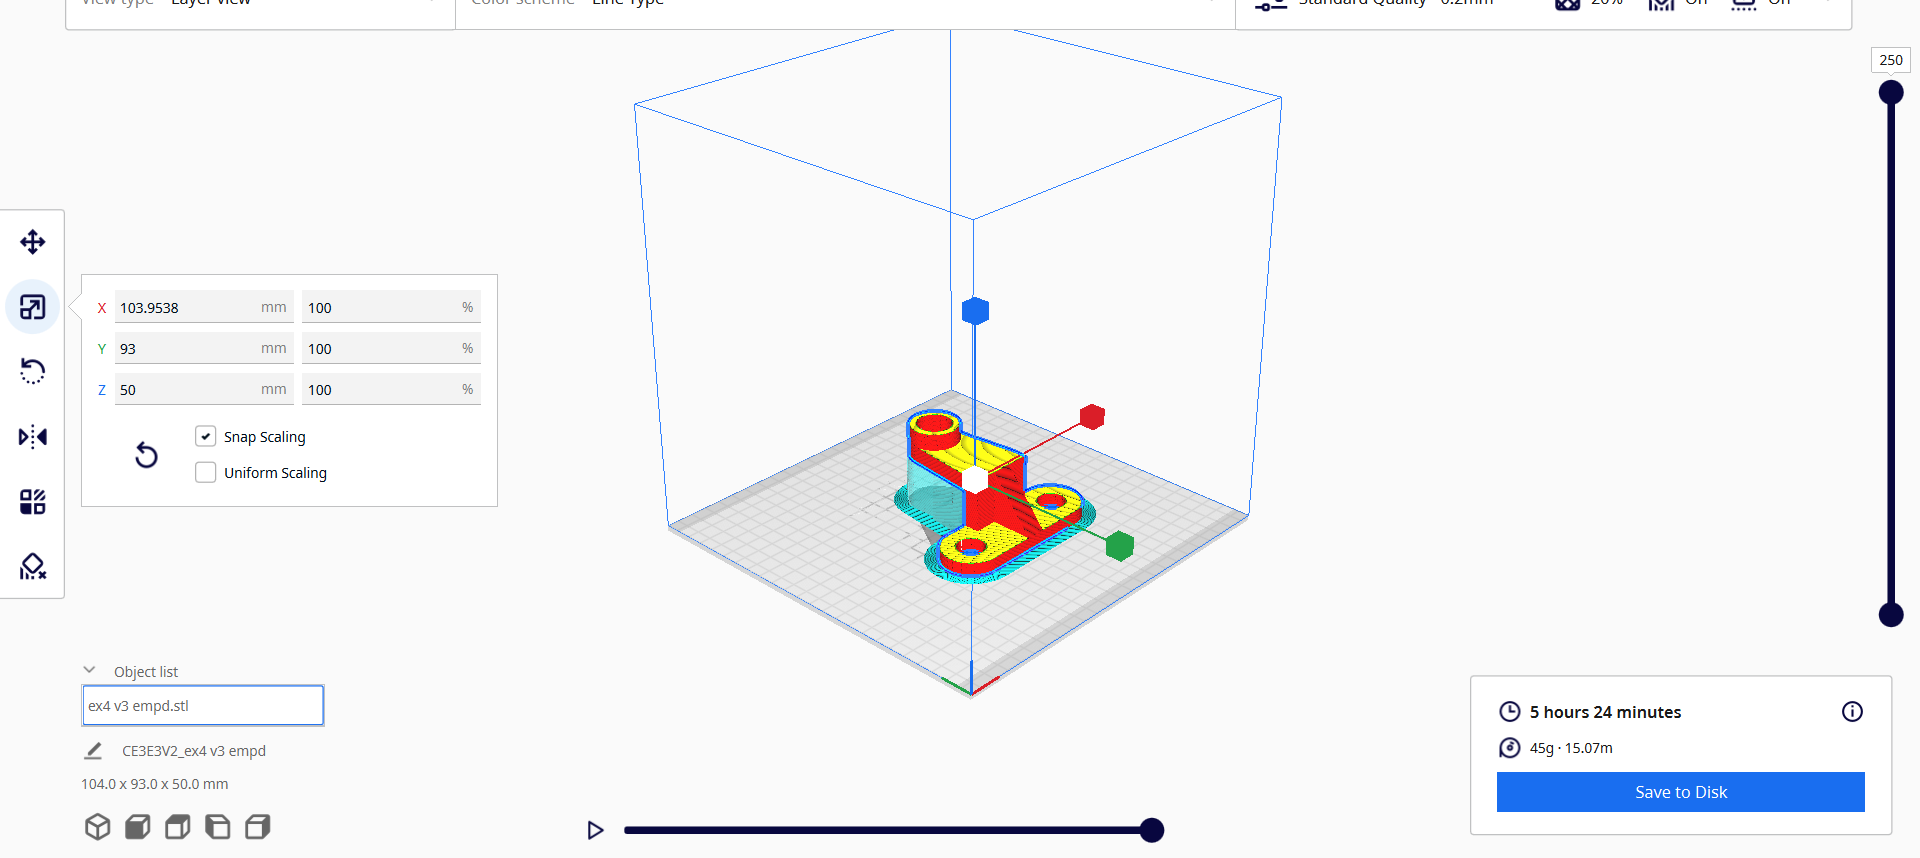 View type Layer view
Color scheme Line Type
Standard Quality - 0.2mm 20% On On
250
X 103.9538 mm 100 %
Y 93 mm 100 %
Z 50 mm 100 %
Snap Scaling
Uniform Scaling
Object list
ex4 v3 empd.stl
CE3E3V2_ex4 v3 empd
104.0 x 93.0 x 50.0 mm
5 hours 24 minutes
45g · 15.07m
Save to Disk